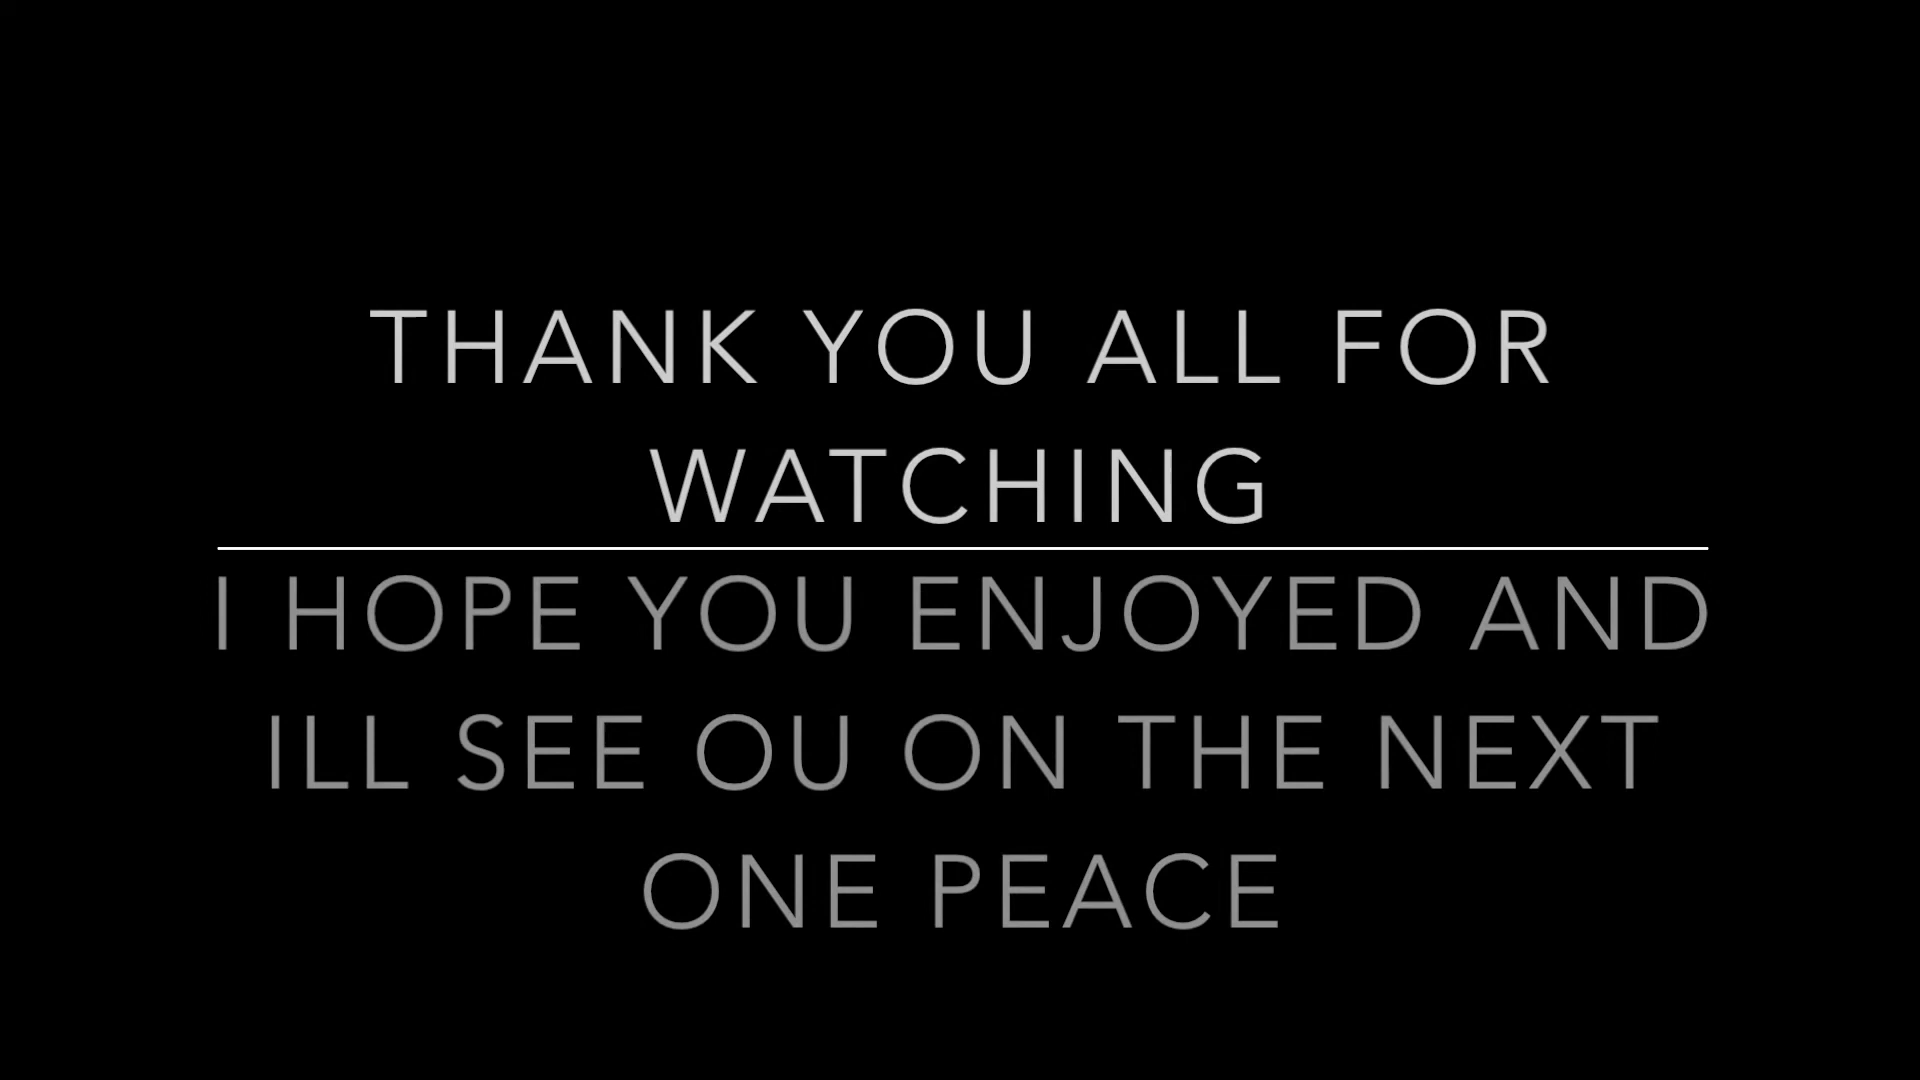 THANK YOU ALL FOR
WATCHING
I HOPE YOU ENJOYED AND
ILL SEE OU ON THE NEXT
ONE PEACE